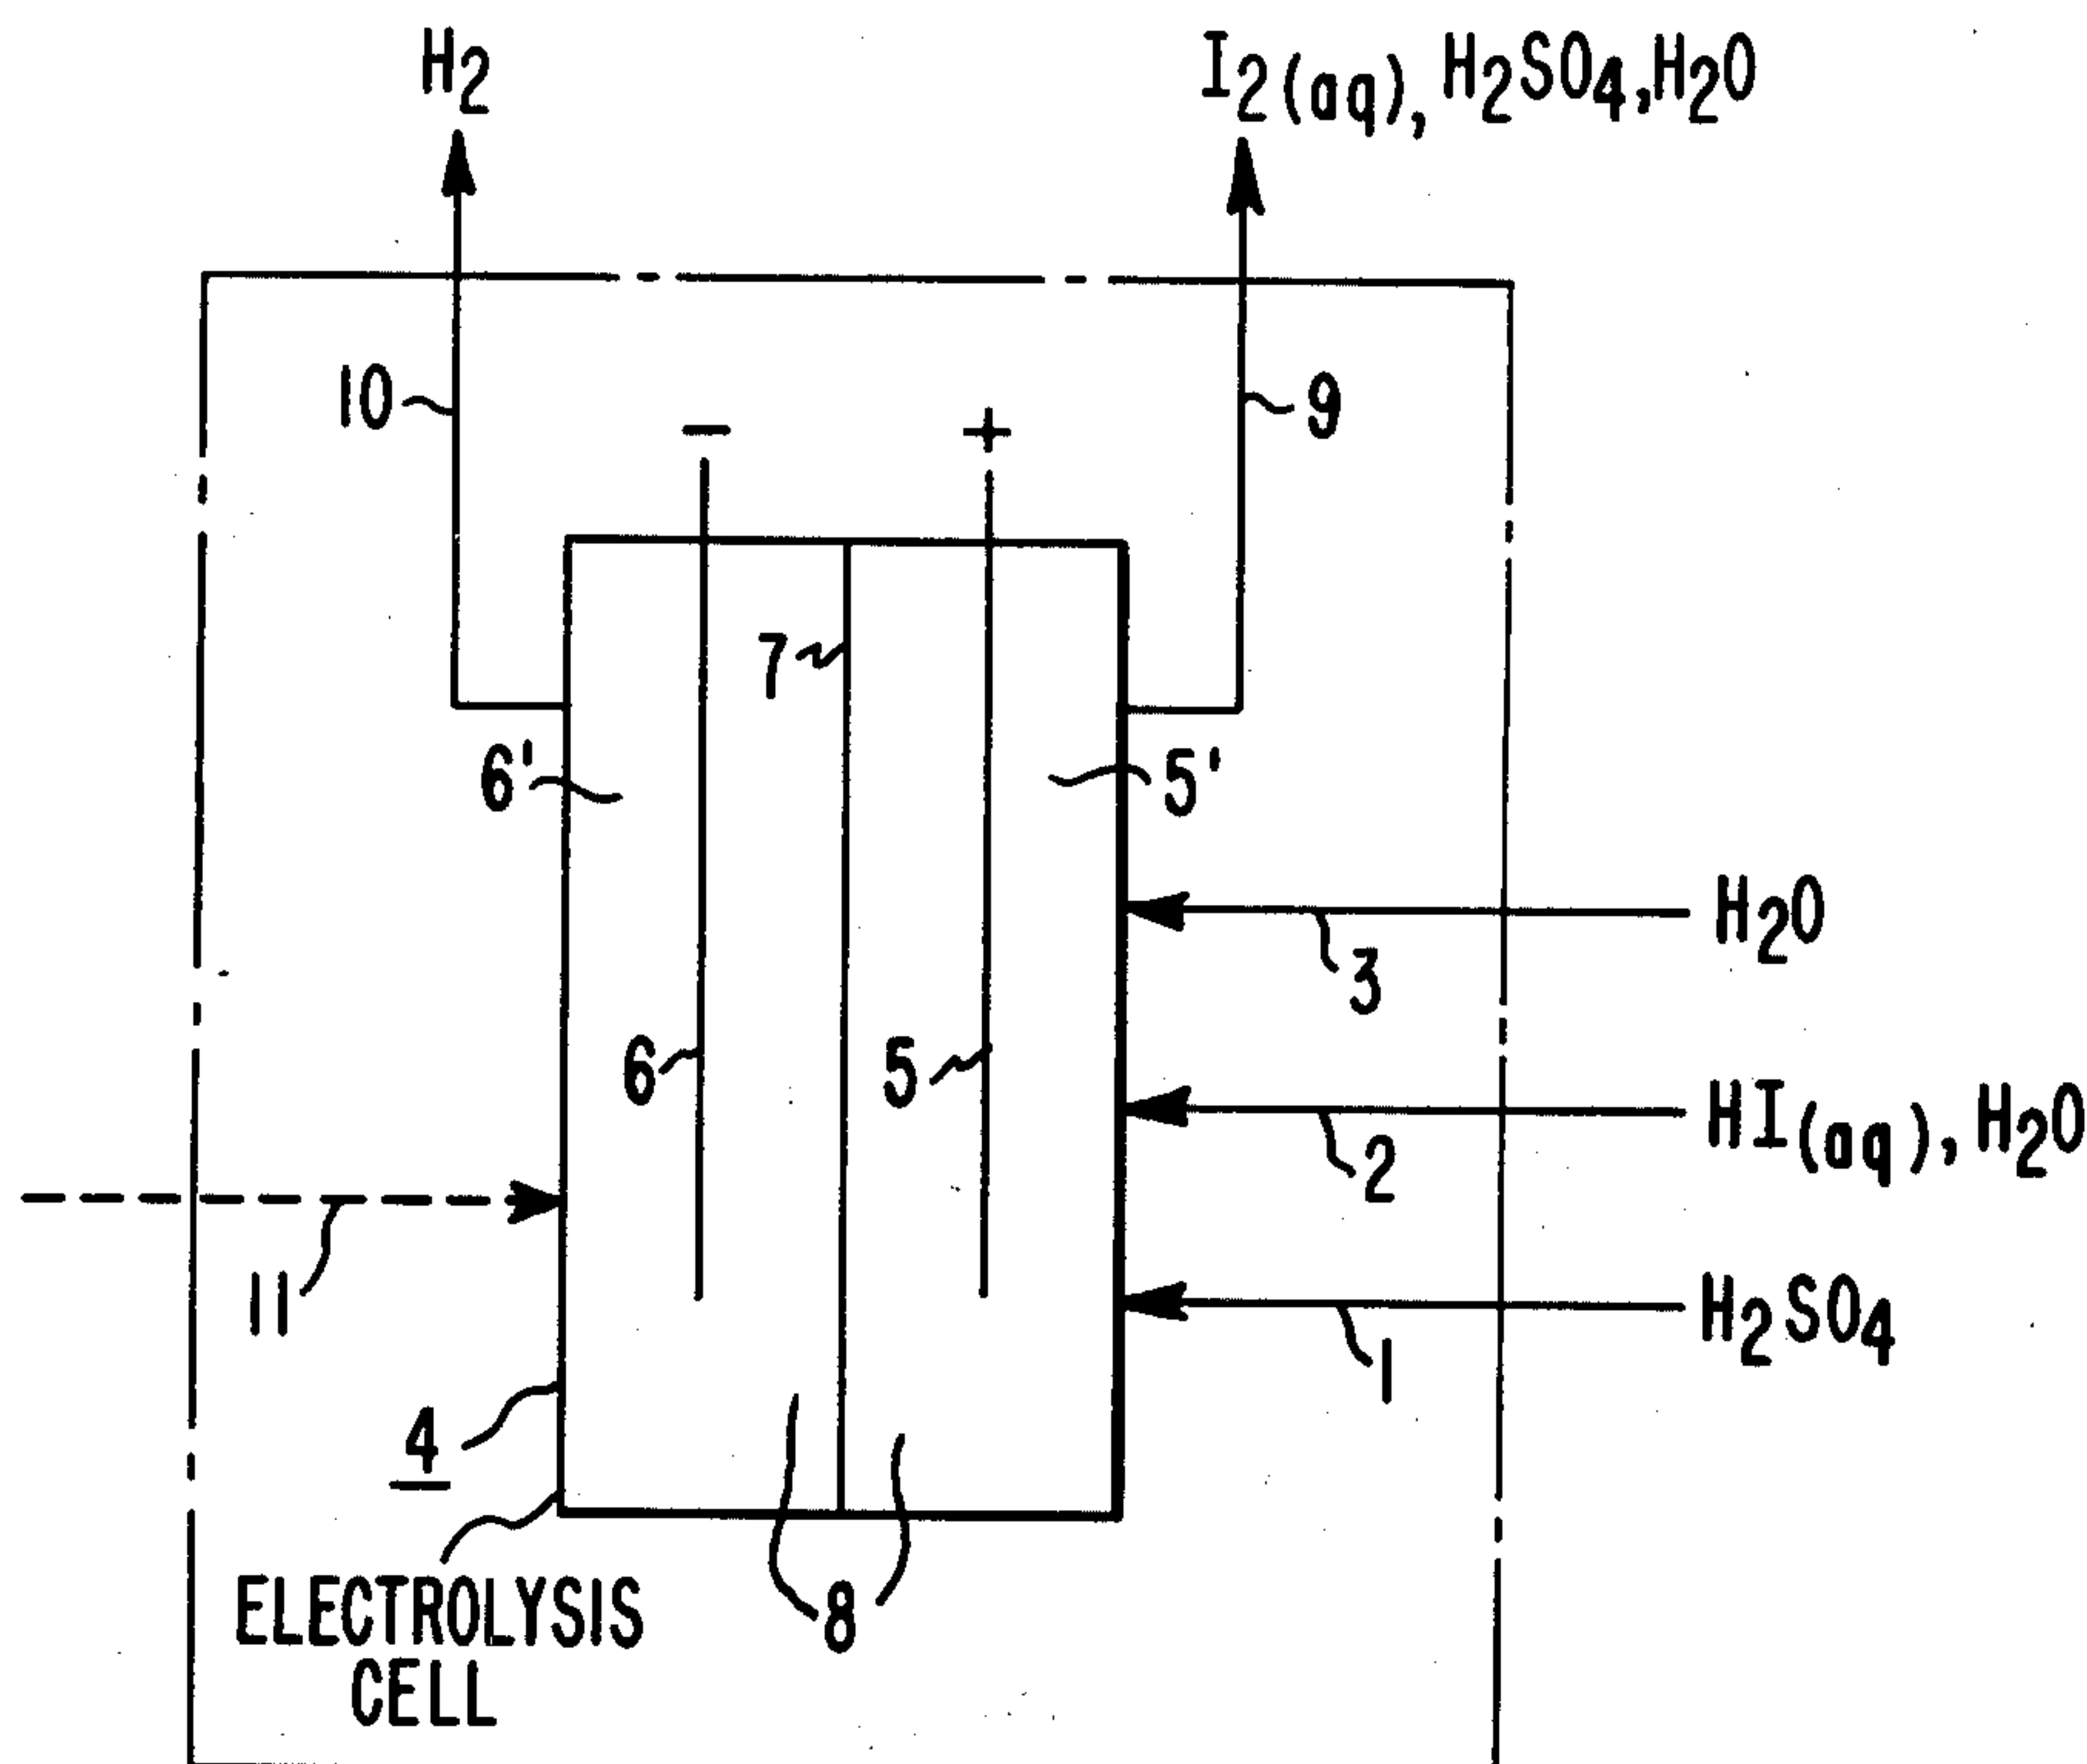 H2
I2(aq), H2SO4, H2O
10
9
-
+
7
6'
5'
H2O
3
6
5
HI(aq), H2O
2
11
H2SO4
1
4
8
ELECTROLYSIS
CELL